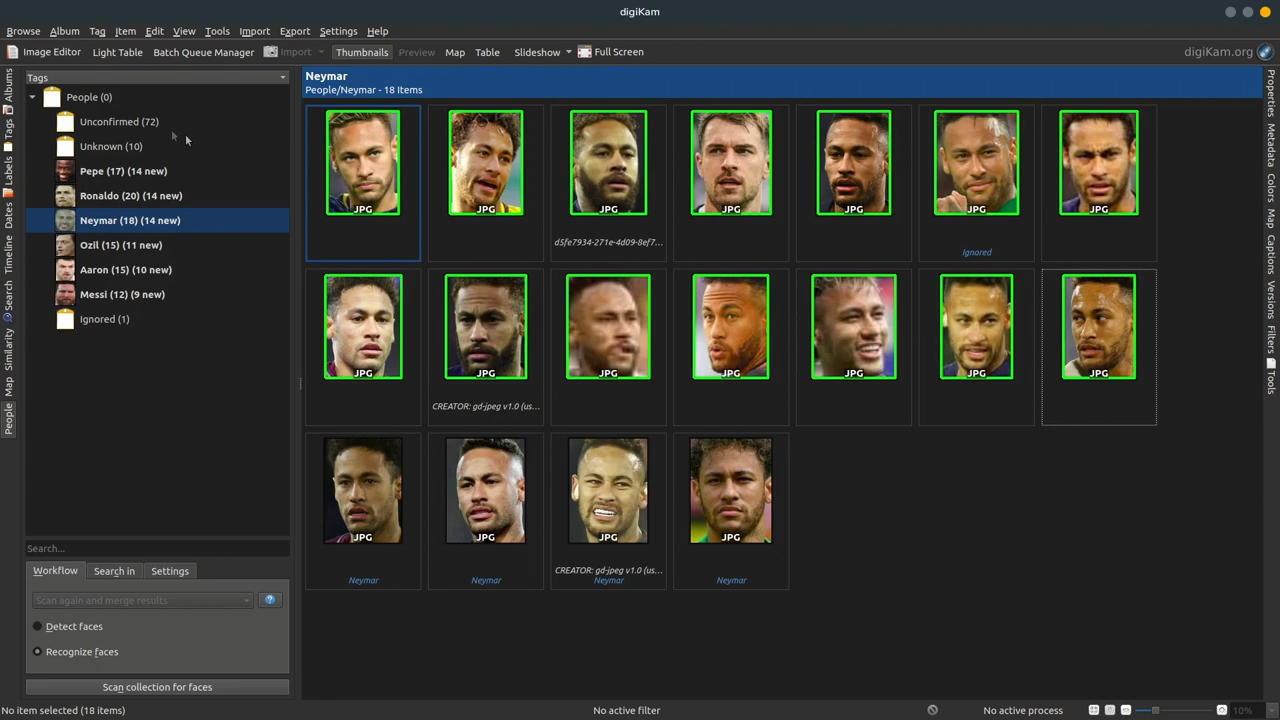 digiKam
Browse Album Tag Item Edit View Tools Import Export Settings Help
Image Editor Light Table Batch Queue Manager Import Thumbnails Preview Map Table Slideshow Full Screen digiKam.org
Albums
Tags
Labels
Dates
Timeline
Search
Similarity
Map
People
Tags
People (0)
Unconfirmed (72)
Unknown (10)
Pepe (17) (14 new)
Ronaldo (20) (14 new)
Neymar (18) (14 new)
Ozil (15) (11 new)
Aaron (15) (10 new)
Messi (12) (9 new)
Ignored (1)
Search...
Workflow Search in Settings
Scan again and merge results
Detect faces
Recognize faces
Scan collection for faces
Neymar
People/Neymar - 18 Items
JPG JPG JPG JPG JPG JPG JPG
d5fe7934-271e-4d09-8ef7...
Ignored
JPG JPG JPG JPG JPG JPG JPG
CREATOR: gd-jpeg v1.0 (us...
JPG JPG JPG JPG
CREATOR: gd-jpeg v1.0 (us...
Neymar Neymar Neymar Neymar
Properties
Tags
Colors
Map
Captions
Versions
Filters
Tools
No item selected (18 items) No active filter No active process 10%